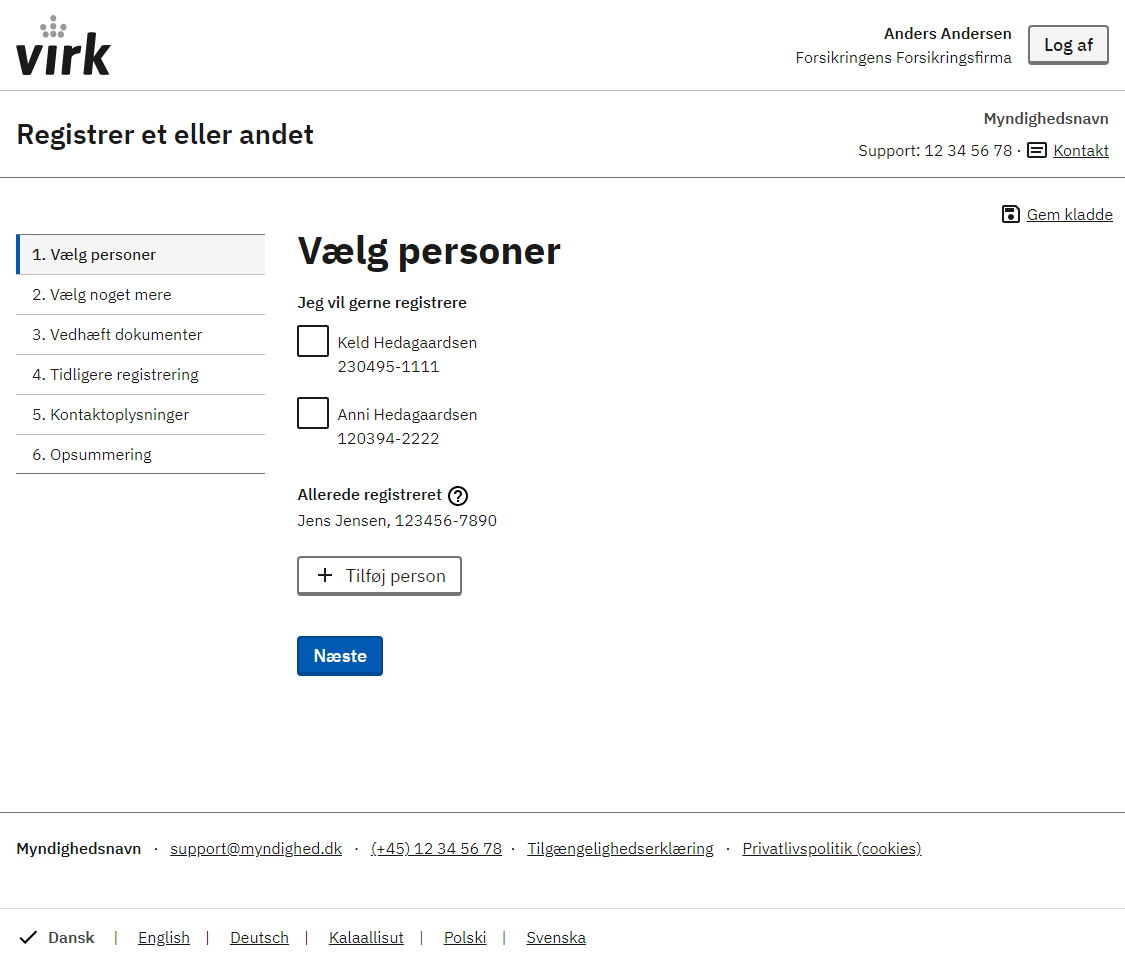 virk
Anders Andersen
Forsikringens Forsikringsfirma
Log af
Registrer et eller andet
Myndighedsnavn
Support: 12 34 56 78 · Kontakt
Gem kladde
1. Vælg personer
2. Vælg noget mere
3. Vedhæft dokumenter
4. Tidligere registrering
5. Kontaktoplysninger
6. Opsummering
Vælg personer
Jeg vil gerne registrere
Keld Hedagaardsen
230495-1111
Anni Hedagaardsen
120394-2222
Allerede registreret ?
Jens Jensen, 123456-7890
+ Tilføj person
Næste
Myndighedsnavn · support@myndighed.dk · (+45) 12 34 56 78 · Tilgængelighedserklæring · Privatlivspolitik (cookies)
Dansk | English | Deutsch | Kalaallisut | Polski | Svenska